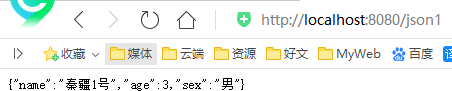 http://localhost:8080/json1
收藏 媒体 云端 资源 好文 MyWeb 百度
{"name":"秦疆1号","age":3,"sex":"男"}